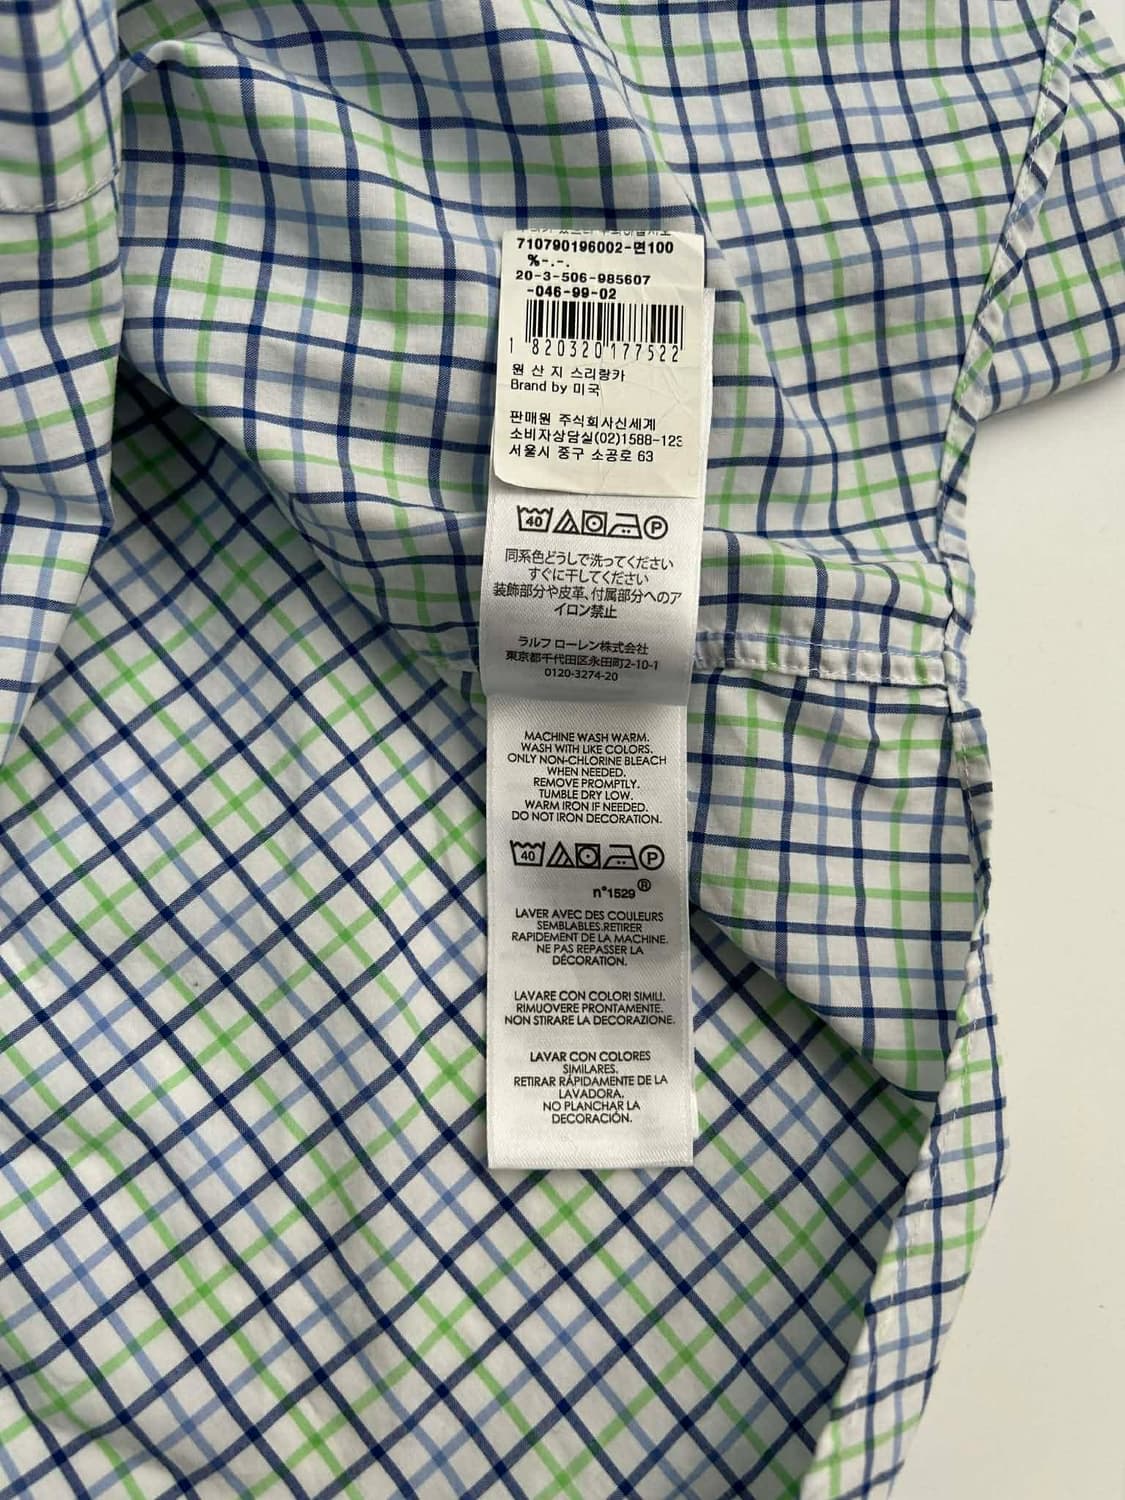 710790196002-면100
%-.-.
20-3-506-985607
-046-99-02
1 820320 177522
원 산 지 스리랑카
Brand by 미국
판매원 주식회사신세계
소비자상담실(02)1588-123
서울시 중구 소공로 63
40 P
同系色どうしで洗ってください
すぐに干してください
装飾部分や皮革、付属部分へのア
イロン禁止
ラルフ ローレン株式会社
東京都千代田区永田町2-10-1
0120-3274-20
MACHINE WASH WARM.
WASH WITH LIKE COLORS.
ONLY NON-CHLORINE BLEACH
WHEN NEEDED.
REMOVE PROMPTLY.
TUMBLE DRY LOW.
WARM IRON IF NEEDED.
DO NOT IRON DECORATION.
40 P
n°1529®
LAVER AVEC DES COULEURS
SEMBLABLES.RETIRER
RAPIDEMENT DE LA MACHINE.
NE PAS REPASSER LA
DÉCORATION.
LAVARE CON COLORI SIMILI.
RIMUOVERE PRONTAMENTE.
NON STIRARE LA DECORAZIONE.
LAVAR CON COLORES
SIMILARES.
RETIRAR RÁPIDAMENTE DE LA
LAVADORA.
NO PLANCHAR LA
DECORACIÓN.